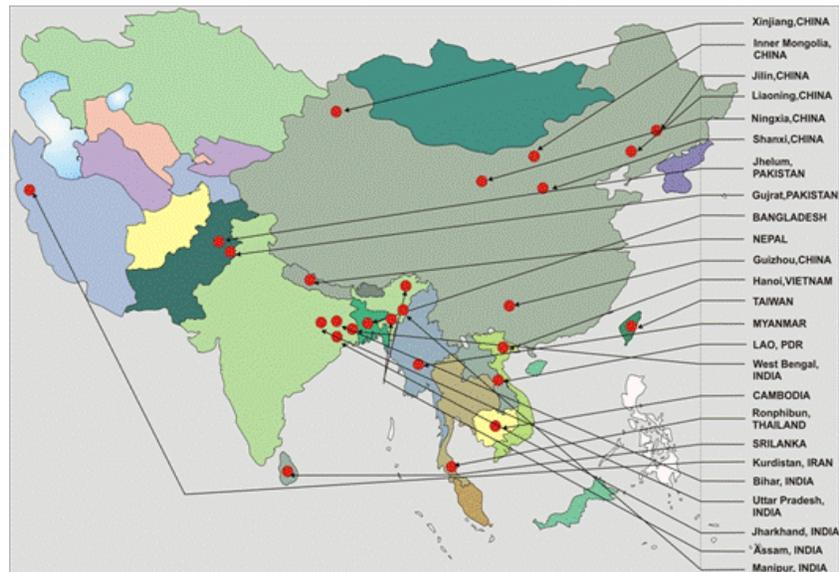 Xinjiang,CHINA
Inner Mongolia,
CHINA
Jilin,CHINA
Liaoning,CHINA
Ningxia,CHINA
Shanxi,CHINA
Jhelum,
PAKISTAN
Gujrat,PAKISTAN
BANGLADESH
NEPAL
Guizhou,CHINA
Hanoi,VIETNAM
TAIWAN
MYANMAR
LAO, PDR
West Bengal,
INDIA
CAMBODIA
Ronphibun,
THAILAND
SRILANKA
Kurdistan, IRAN
Bihar, INDIA
Uttar Pradesh,
INDIA
Jharkhand, INDIA
Assam, INDIA
Manipur, INDIA